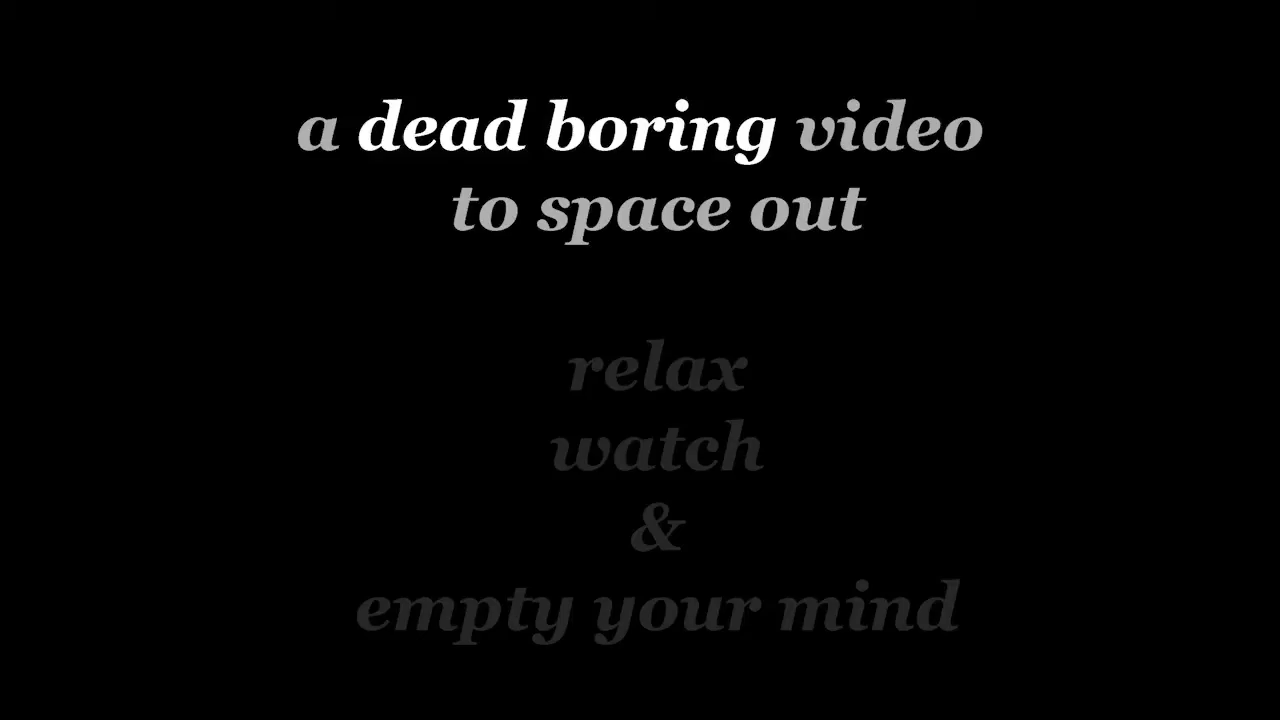 a dead boring video
to space out
relax
watch
&
empty your mind